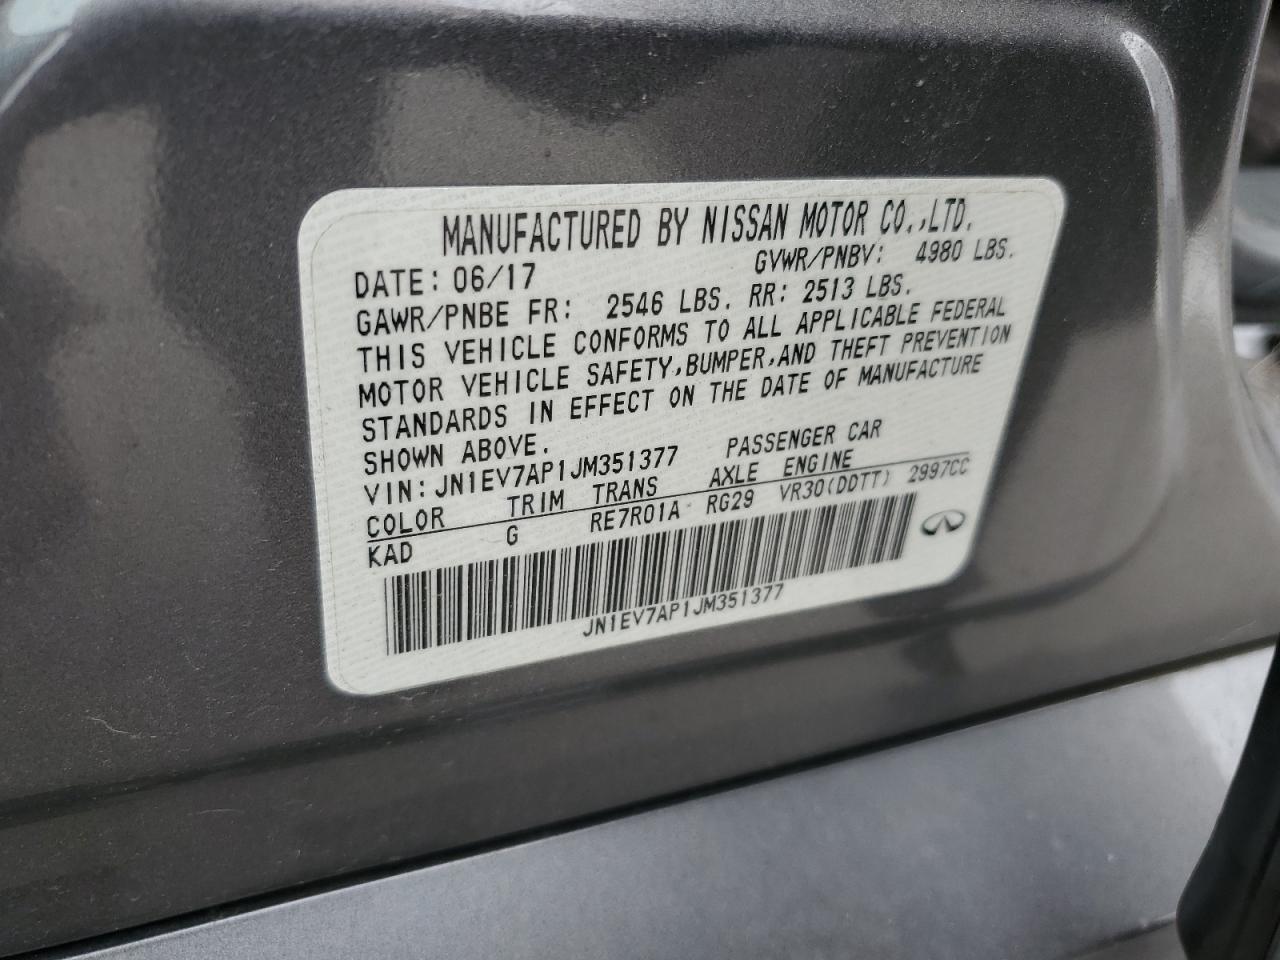 MANUFACTURED BY NISSAN MOTOR CO.,LTD.
DATE: 06/17 GVWR/PNBV: 4980 LBS.
GAWR/PNBE FR: 2546 LBS. RR: 2513 LBS.
THIS VEHICLE CONFORMS TO ALL APPLICABLE FEDERAL
MOTOR VEHICLE SAFETY,BUMPER,AND THEFT PREVENTION
STANDARDS IN EFFECT ON THE DATE OF MANUFACTURE
SHOWN ABOVE.
VIN: JN1EV7AP1JM351377 PASSENGER CAR
COLOR TRIM TRANS AXLE ENGINE
KAD G RE7R01A RG29 VR30(DDTT) 2997CC
JN1EV7AP1JM351377